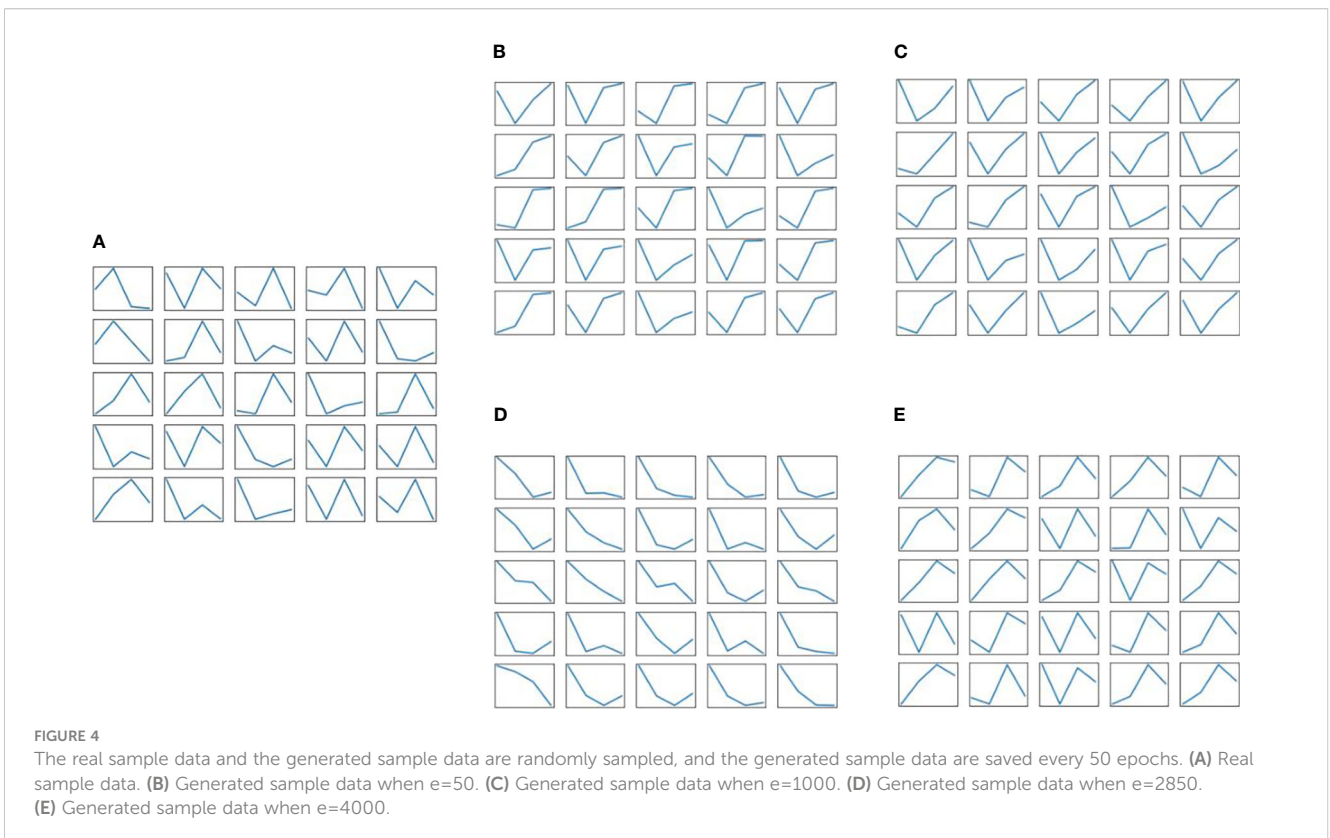 B
C
A
D
E
FIGURE 4
The real sample data and the generated sample data are randomly sampled, and the generated sample data are saved every 50 epochs. (A) Real
sample data. (B) Generated sample data when e=50. (C) Generated sample data when e=1000. (D) Generated sample data when e=2850.
(E) Generated sample data when e=4000.